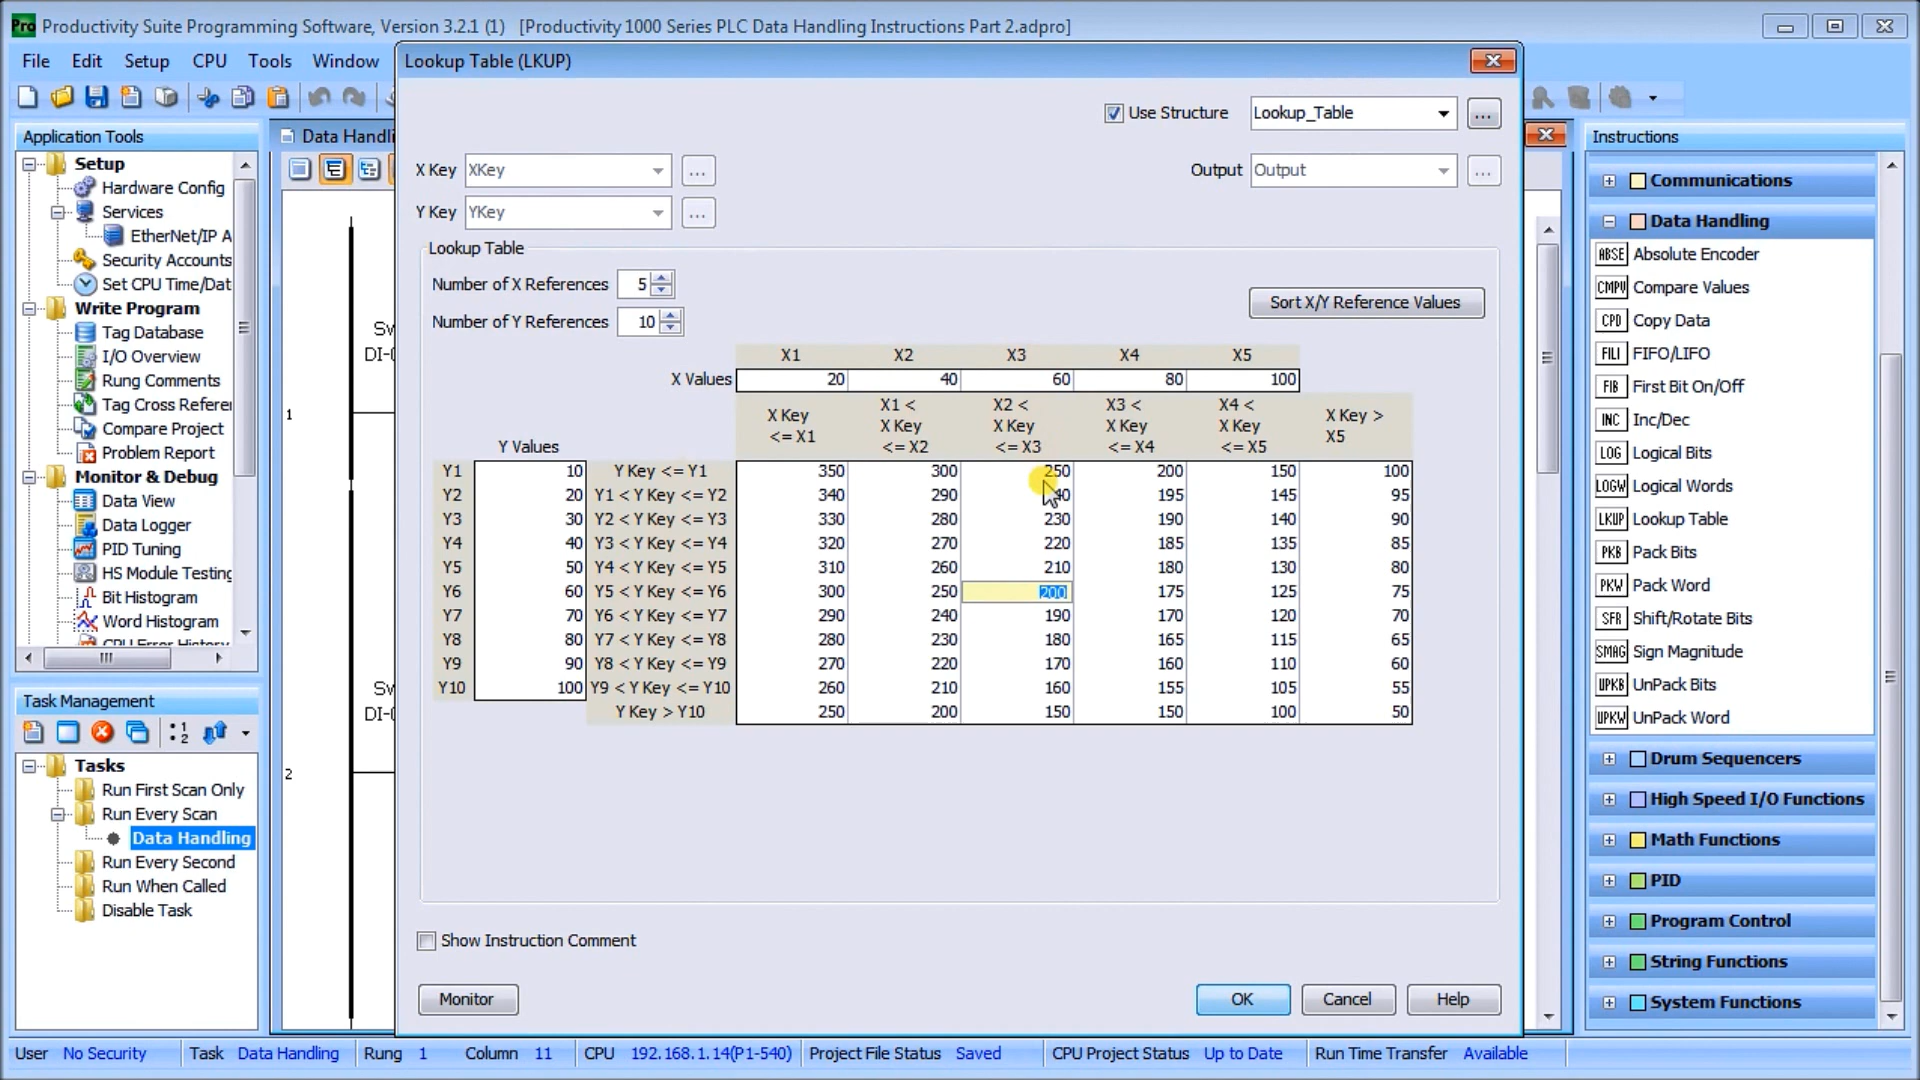 Pro Productivity Suite Programming Software, Version 3.2.1 (1) [Productivity 1000 Series PLC Data Handling Instructions Part 2.adpro]
File Edit Setup CPU Tools Window
Lookup Table (LKUP)
Application Tools
Setup
Hardware Config
Services
EtherNet/IP A
Security Accounts
Set CPU Time/Dat
Write Program
Tag Database
I/O Overview
Rung Comments
Tag Cross Refere
Compare Project
Problem Report
Monitor & Debug
Data View
Data Logger
PID Tuning
HS Module Testing
Bit Histogram
Word Histogram
CPU Error History
Task Management
Tasks
Run First Scan Only
Run Every Scan
Data Handling
Run Every Second
Run When Called
Disable Task
Data Handli
Sw
DI-0
1
Sw
DI-0
2
Use Structure Lookup_Table ...
X Key XKey ... Output Output ...
Y Key YKey ...
Lookup Table
Number of X References 5
Number of Y References 10
Sort X/Y Reference Values
X1 X2 X3 X4 X5
X Values 20 40 60 80 100
X Key <= X1
X1 < X Key <= X2
X2 < X Key <= X3
X3 < X Key <= X4
X4 < X Key <= X5
X Key > X5
Y Values
Y1 10 Y Key <= Y1 350 300 250 200 150 100
Y2 20 Y1 < Y Key <= Y2 340 290 195 145 95
Y3 30 Y2 < Y Key <= Y3 330 280 230 190 140 90
Y4 40 Y3 < Y Key <= Y4 320 270 220 185 135 85
Y5 50 Y4 < Y Key <= Y5 310 260 210 180 130 80
Y6 60 Y5 < Y Key <= Y6 300 250 200 175 125 75
Y7 70 Y6 < Y Key <= Y7 290 240 190 170 120 70
Y8 80 Y7 < Y Key <= Y8 280 230 180 165 115 65
Y9 90 Y8 < Y Key <= Y9 270 220 170 160 110 60
Y10 100 Y9 < Y Key <= Y10 260 210 160 155 105 55
Y Key > Y10 250 200 150 150 100 50
Show Instruction Comment
Monitor OK Cancel Help
Instructions
Communications
Data Handling
ABSE Absolute Encoder
CMPV Compare Values
CPD Copy Data
FILI FIFO/LIFO
FIB First Bit On/Off
INC Inc/Dec
LOG Logical Bits
LOGW Logical Words
LKUP Lookup Table
PKB Pack Bits
PKW Pack Word
SFR Shift/Rotate Bits
SMAG Sign Magnitude
UPKB UnPack Bits
UPKW UnPack Word
Drum Sequencers
High Speed I/O Functions
Math Functions
PID
Program Control
String Functions
System Functions
User No Security Task Data Handling Rung 1 Column 11 CPU 192.168.1.14(P1-540) Project File Status Saved CPU Project Status Up to Date Run Time Transfer Available